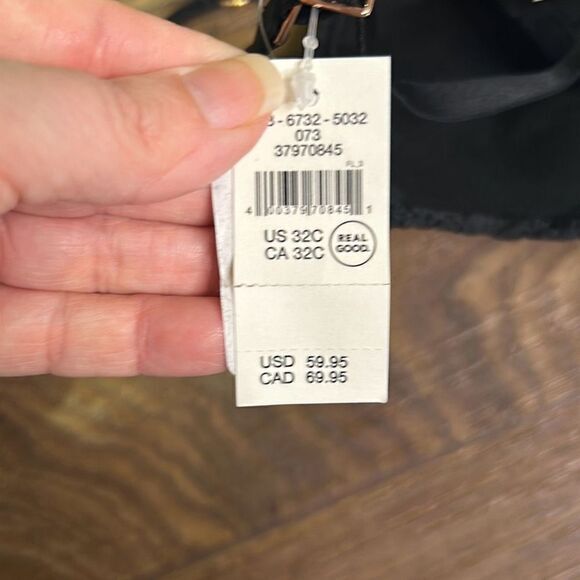 3-6732-5032
073
37970845
FL_3
4 00379 70845 1
US 32C
CA 32C
REAL
GOOD.
USD 59.95
CAD 69.95